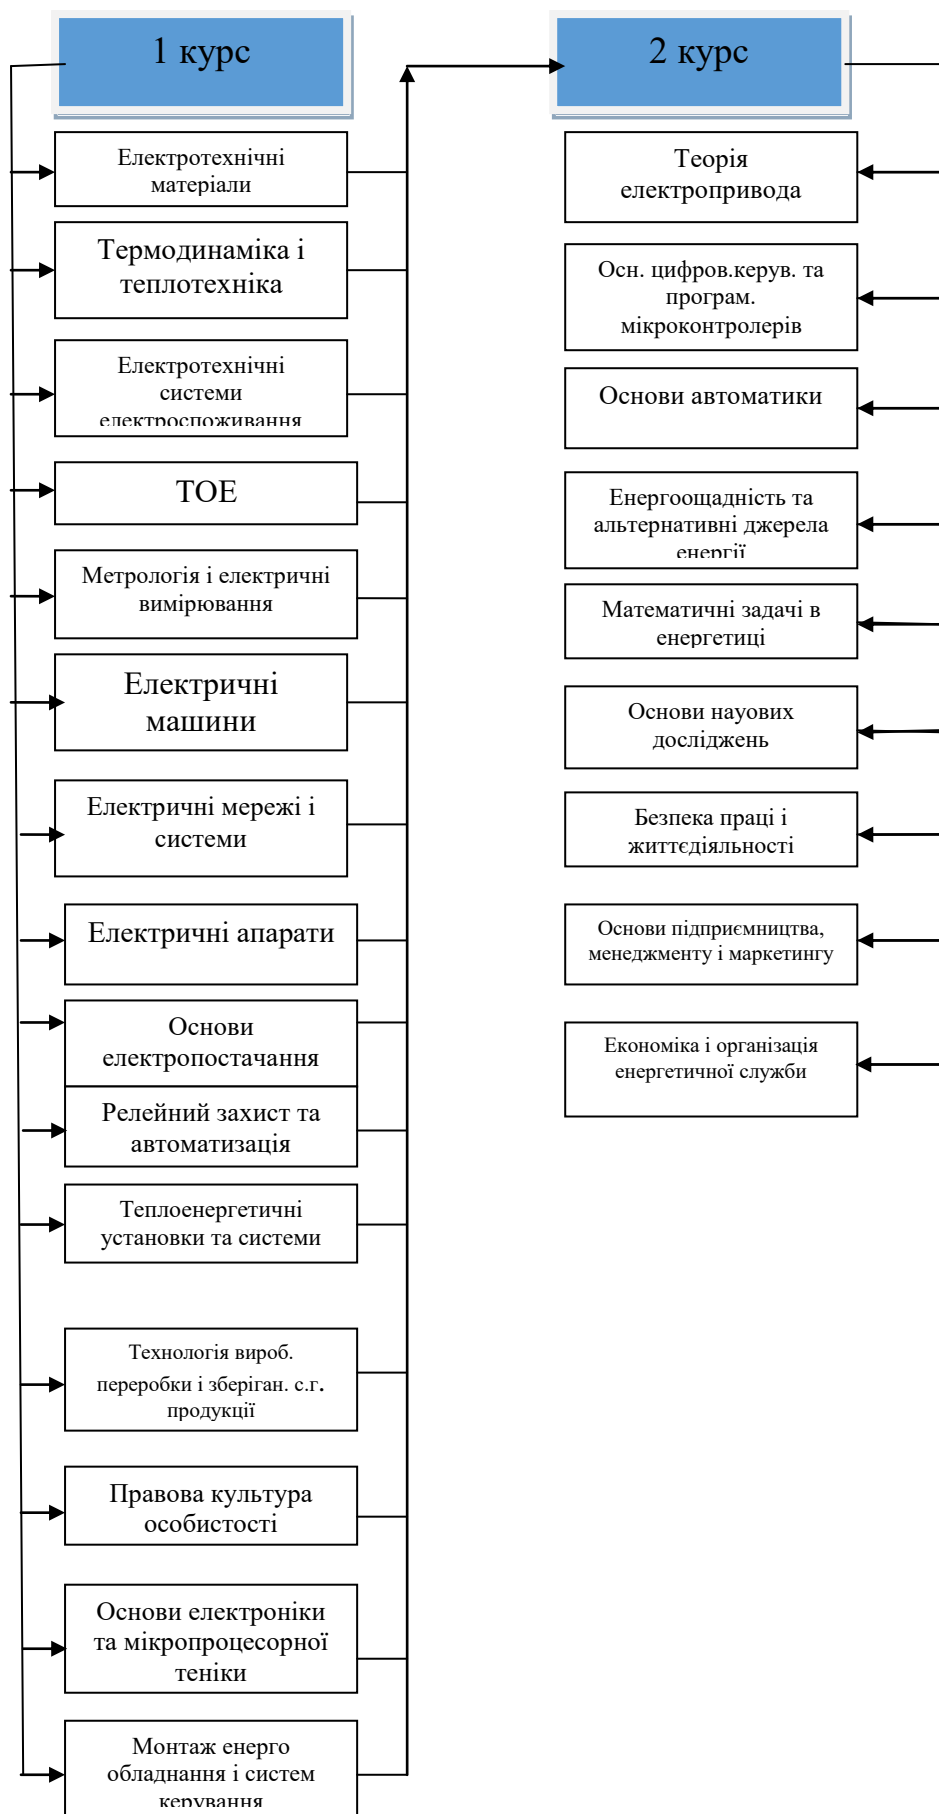 1 курс
Електротехнічні
матеріали
Термодинаміка і
теплотехніка
Електротехнічні
системи
електроспоживання
ТОЕ
Метрологія і електричні
вимірювання
Електричні
машини
Електричні мережі і
системи
Електричні апарати
Основи
електропостачання
Релейний захист та
автоматизація
Теплоенергетичні
установки та системи
Технологія вироб.
переробки і зберіган. с.г.
продукції
Правова культура
особистості
Основи електроніки
та мікропроцесорної
теніки
Монтаж енерго
обладнання і систем
керування
2 курс
Теорія
електропривода
Осн. цифров.керув. та
програм.
мікроконтролерів
Основи автоматики
Енергоощадність та
альтернативні джерела
енергії
Математичні задачі в
енергетиці
Основи науових
досліджень
Безпека праці і
життєдіяльності
Основи підприємництва,
менеджменту і маркетингу
Економіка і організація
енергетичної служби